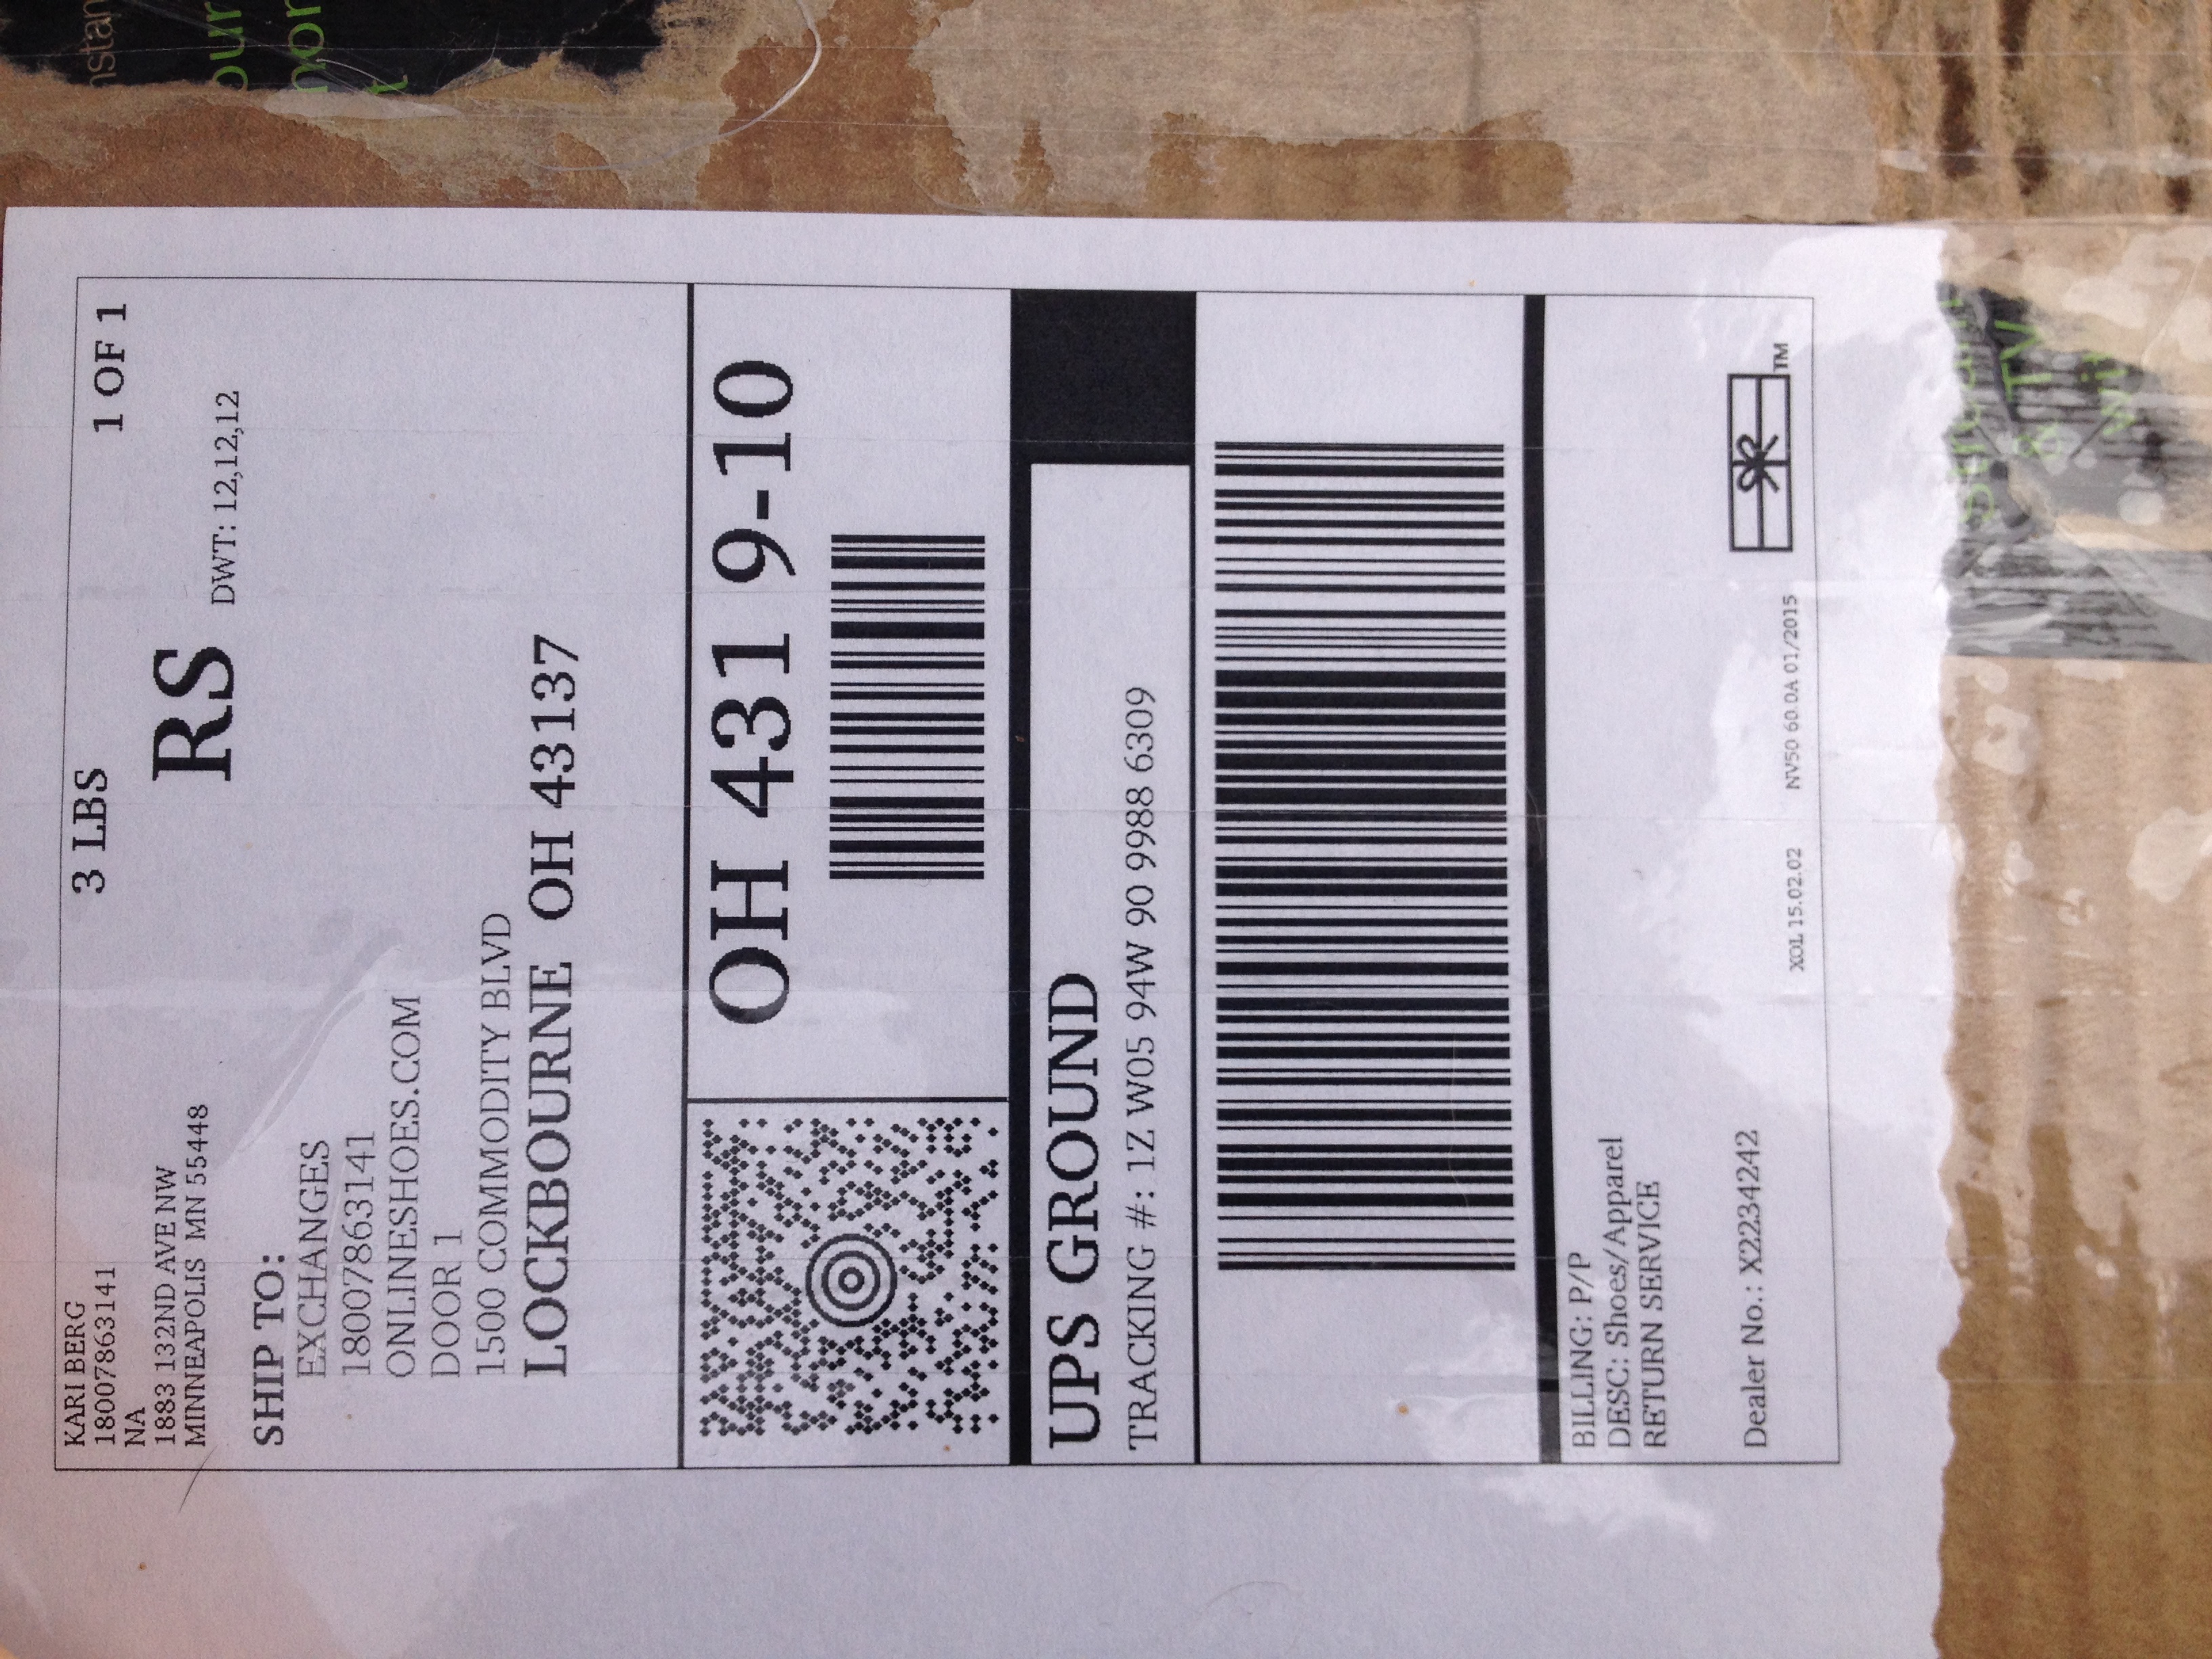 KARI BERG
18007863141
NA
1883 132ND AVE NW
MINNEAPOLIS MN 55448
3 LBS
1 OF 1
RS
DWT: 12,12,12
SHIP TO:
EXCHANGES
18007863141
ONLINESHOES.COM
DOOR 1
1500 COMMODITY BLVD
LOCKBOURNE OH 43137
OH 431 9-10
UPS GROUND
TRACKING #: 1Z W05 94W 90 9988 6309
BILLING: P/P
DESC: Shoes/Apparel
RETURN SERVICE
Dealer No.: X2234242
XOL 15.02.02 NV50 60.0A 01/2015
TM